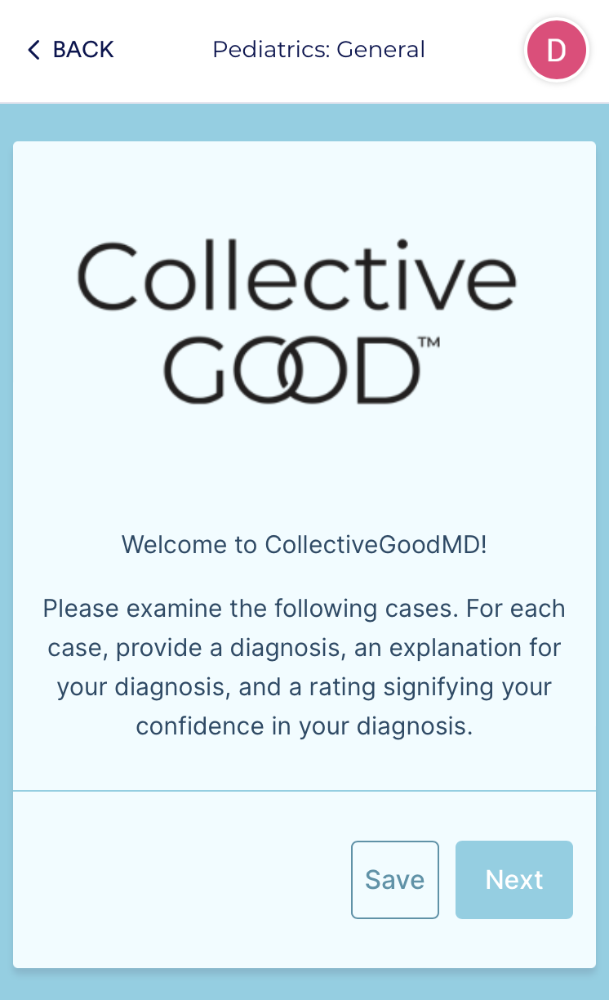 BACK
Pediatrics: General
D
Collective
GOOD™
Welcome to CollectiveGoodMD!
Please examine the following cases. For each
case, provide a diagnosis, an explanation for
your diagnosis, and a rating signifying your
confidence in your diagnosis.
Save
Next